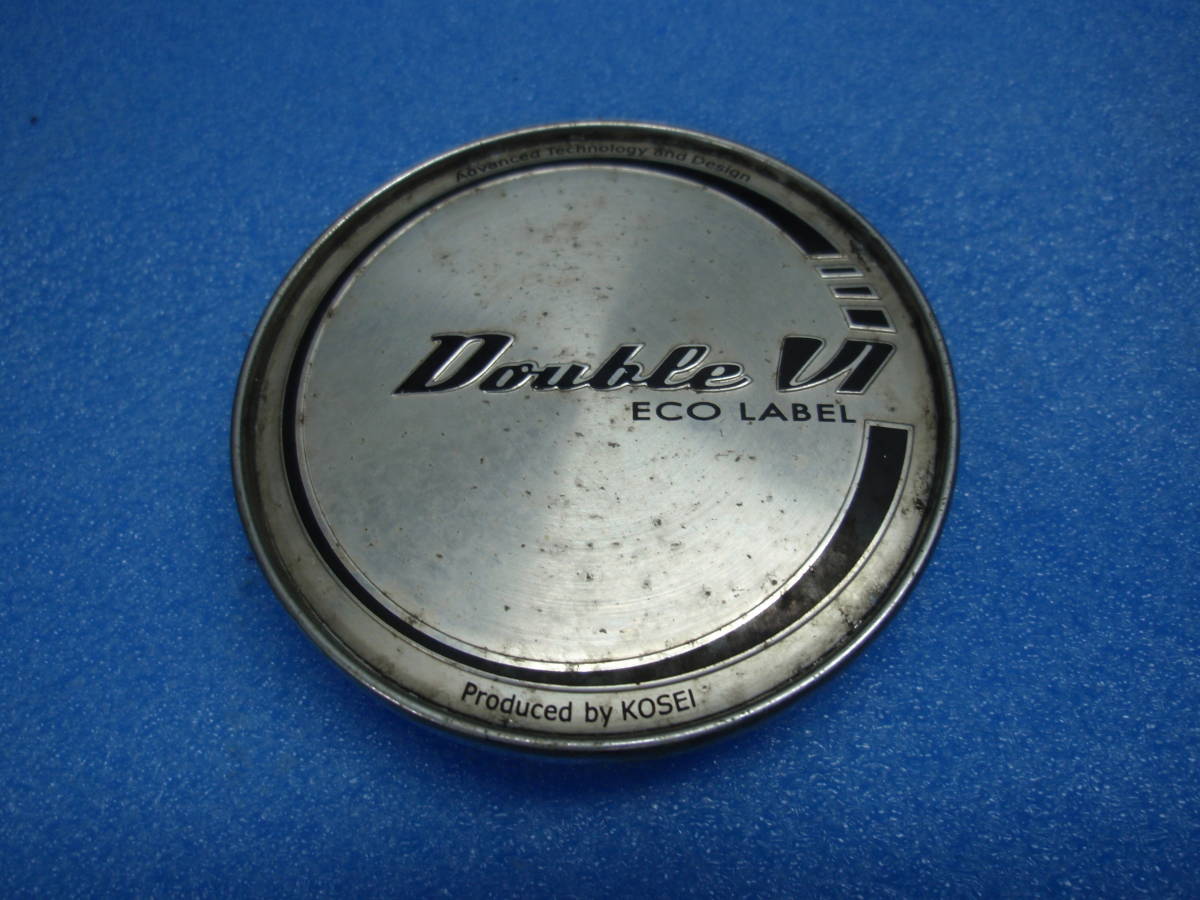 Advanced Technology and Design
Double VI
ECO LABEL
Produced by KOSEI